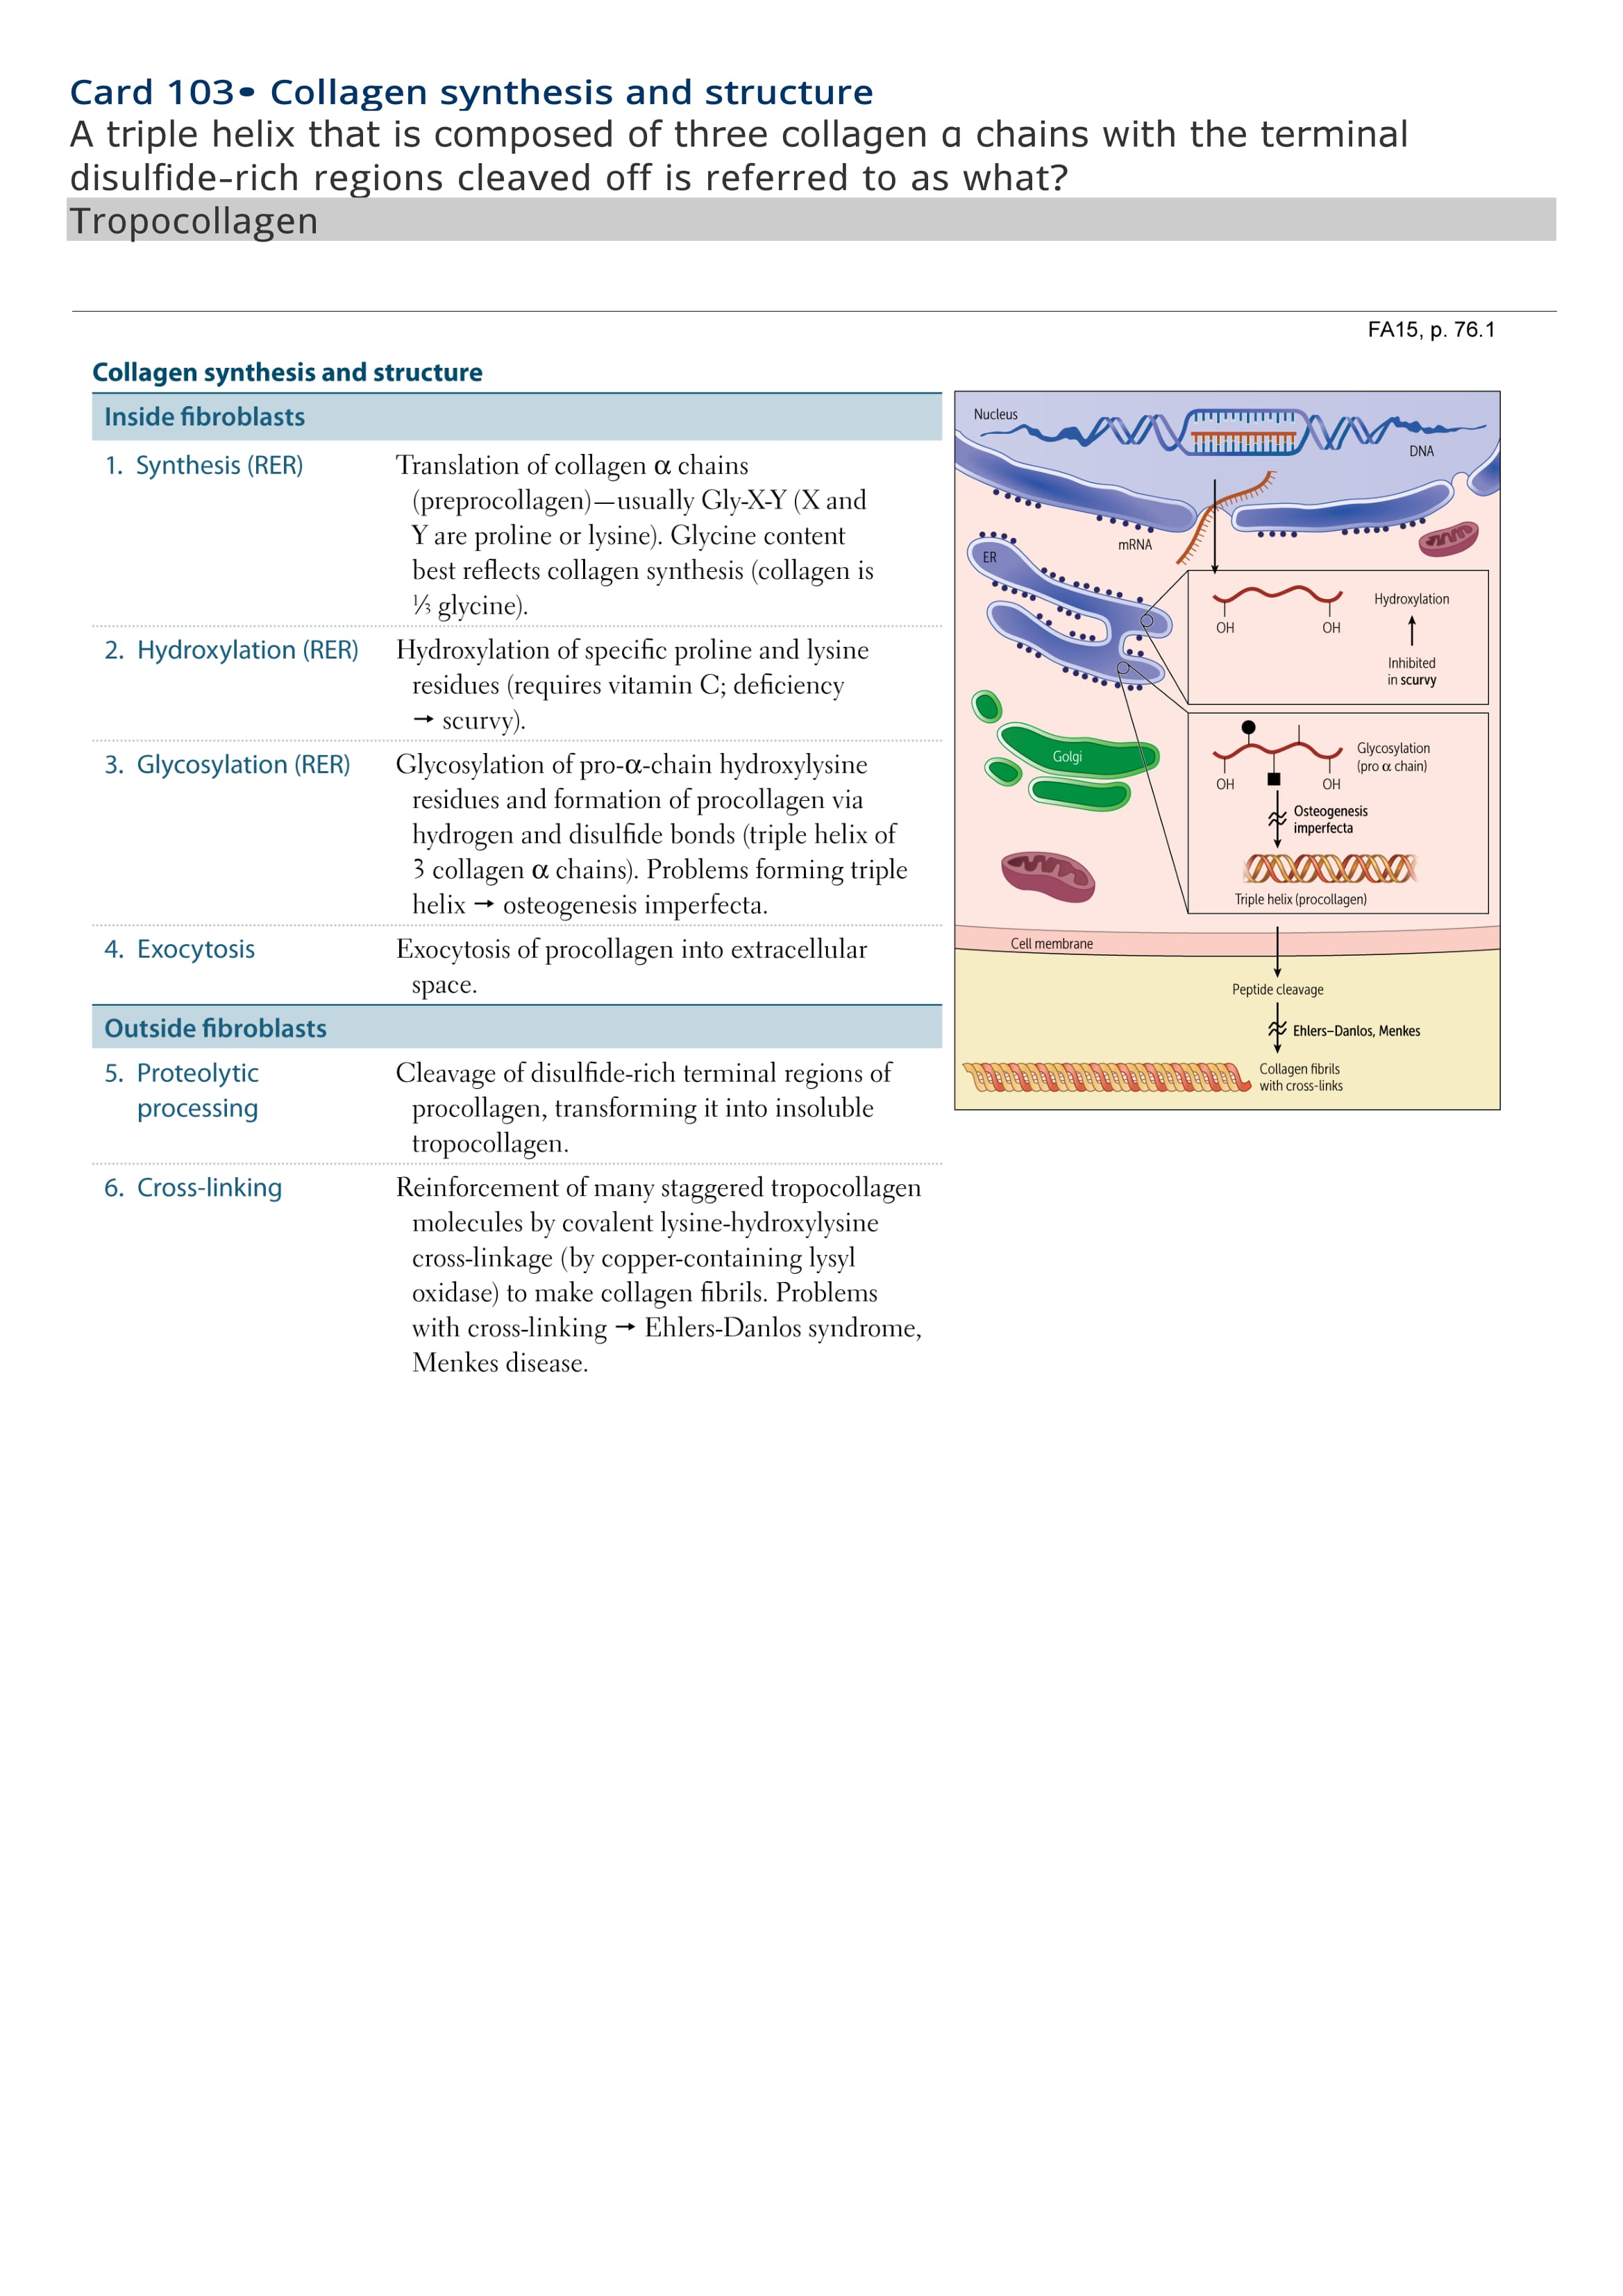 Card 103• Collagen synthesis and structure
A triple helix that is composed of three collagen α chains with the terminal
disulfide-rich regions cleaved off is referred to as what?
Tropocollagen
FA15, p. 76.1
Collagen synthesis and structure
Inside fibroblasts
1. Synthesis (RER)
Translation of collagen α chains
(preprocollagen)—usually Gly-X-Y (X and
Y are proline or lysine). Glycine content
best reflects collagen synthesis (collagen is
⅓ glycine).
2. Hydroxylation (RER)
Hydroxylation of specific proline and lysine
residues (requires vitamin C; deficiency
→ scurvy).
3. Glycosylation (RER)
Glycosylation of pro-α-chain hydroxylysine
residues and formation of procollagen via
hydrogen and disulfide bonds (triple helix of
3 collagen α chains). Problems forming triple
helix → osteogenesis imperfecta.
4. Exocytosis
Exocytosis of procollagen into extracellular
space.
Outside fibroblasts
5. Proteolytic
processing
Cleavage of disulfide-rich terminal regions of
procollagen, transforming it into insoluble
tropocollagen.
6. Cross-linking
Reinforcement of many staggered tropocollagen
molecules by covalent lysine-hydroxylysine
cross-linkage (by copper-containing lysyl
oxidase) to make collagen fibrils. Problems
with cross-linking → Ehlers-Danlos syndrome,
Menkes disease.
Nucleus
DNA
mRNA
ER
Hydroxylation
OH OH
Inhibited
in scurvy
Golgi
Glycosylation
(pro α chain)
OH OH
Osteogenesis
imperfecta
Triple helix (procollagen)
Cell membrane
Peptide cleavage
Ehlers–Danlos, Menkes
Collagen fibrils
with cross-links